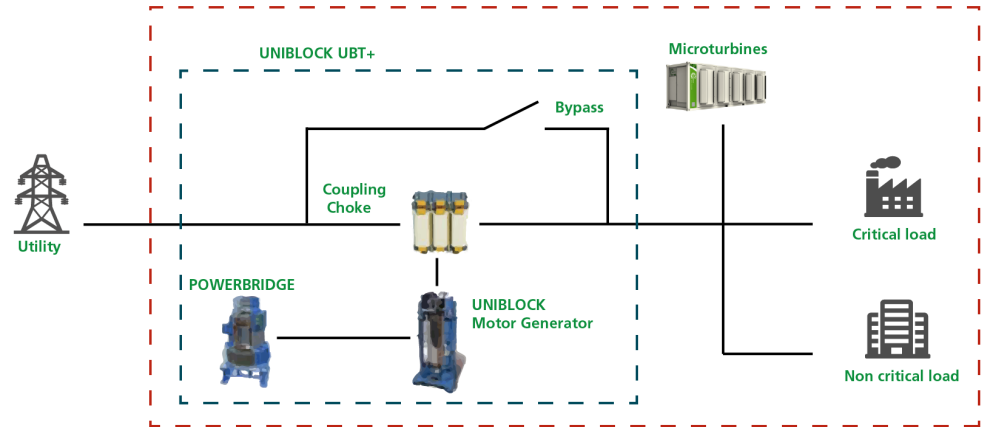 Microturbines
UNIBLOCK UBT+
Bypass
Coupling
Choke
Utility
Critical load
POWERBRIDGE
UNIBLOCK
Motor Generator
Non critical load